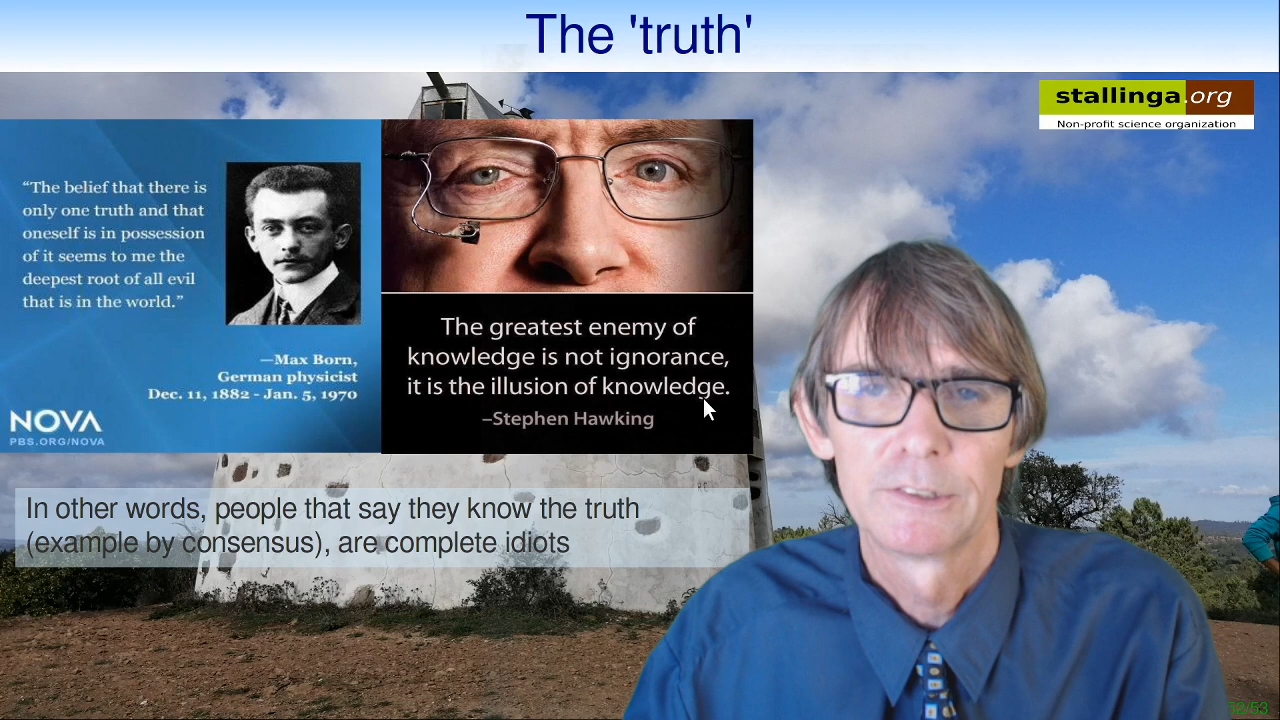 The 'truth'
stallinga.org
Non-profit science organization
“The belief that there is
only one truth and that
oneself is in possession
of it seems to me the
deepest root of all evil
that is in the world.”
—Max Born,
German physicist
Dec. 11, 1882 - Jan. 5, 1970
NOVA
PBS.ORG/NOVA
The greatest enemy of
knowledge is not ignorance,
it is the illusion of knowledge.
–Stephen Hawking
In other words, people that say they know the truth
(example by consensus), are complete idiots
52/53